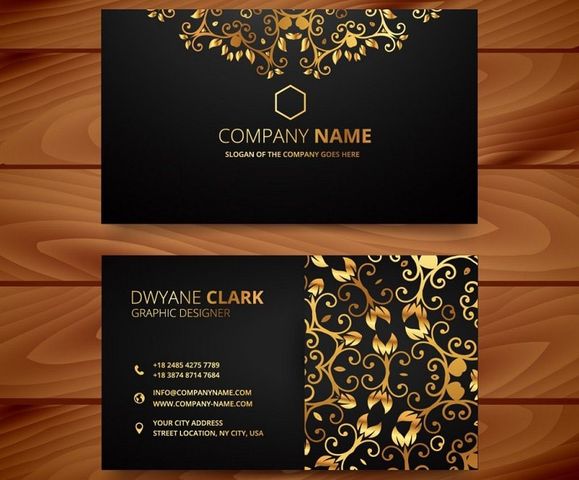 COMPANY NAME
SLOGAN OF THE COMPANY GOES HERE
DWYANE CLARK
GRAPHIC DESIGNER
+18 2485 4275 7789
+18 3874 8714 7684
INFO@COMPANYNAME.COM
WWW.COMPANY-NAME.COM
YOUR CITY ADDRESS
STREET LOCATION, NY CITY, USA